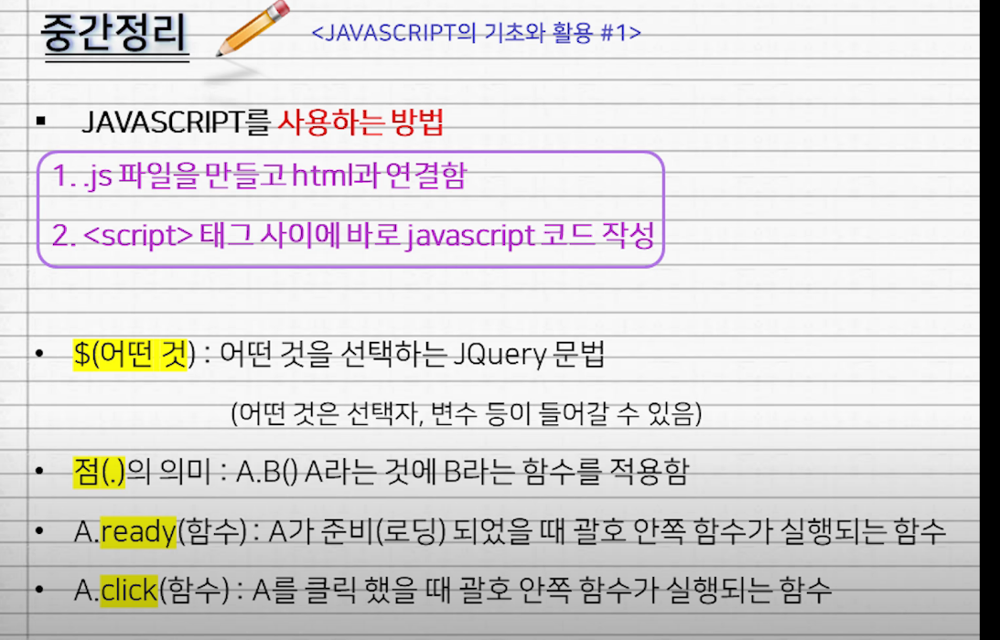 중간정리
<JAVASCRIPT의 기초와 활용 #1>
▪ JAVASCRIPT를 사용하는 방법
1. .js 파일을 만들고 html과 연결함
2. <script> 태그 사이에 바로 javascript 코드 작성
• $(어떤 것) : 어떤 것을 선택하는 JQuery 문법
(어떤 것은 선택자, 변수 등이 들어갈 수 있음)
• 점(.)의 의미 : A.B() A라는 것에 B라는 함수를 적용함
• A.ready(함수) : A가 준비(로딩) 되었을 때 괄호 안쪽 함수가 실행되는 함수
• A.click(함수) : A를 클릭 했을 때 괄호 안쪽 함수가 실행되는 함수